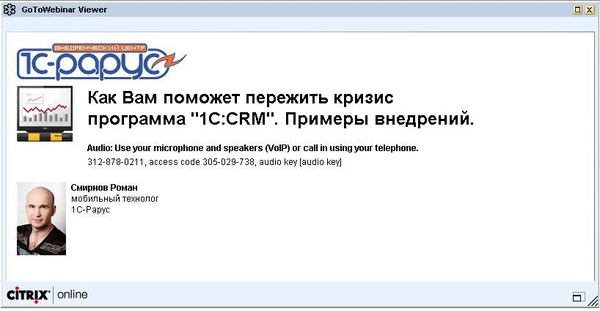 GoToWebinar Viewer
ВНЕДРЕНЧЕСКИЙ ЦЕНТР
1С-рарус
Как Вам поможет пережить кризис
программа "1С:CRM". Примеры внедрений.
Audio: Use your microphone and speakers (VoIP) or call in using your telephone.
312-878-0211, access code 305-029-738, audio key [audio key]
Смирнов Роман
мобильный технолог
1С-Рарус
CITRIX online